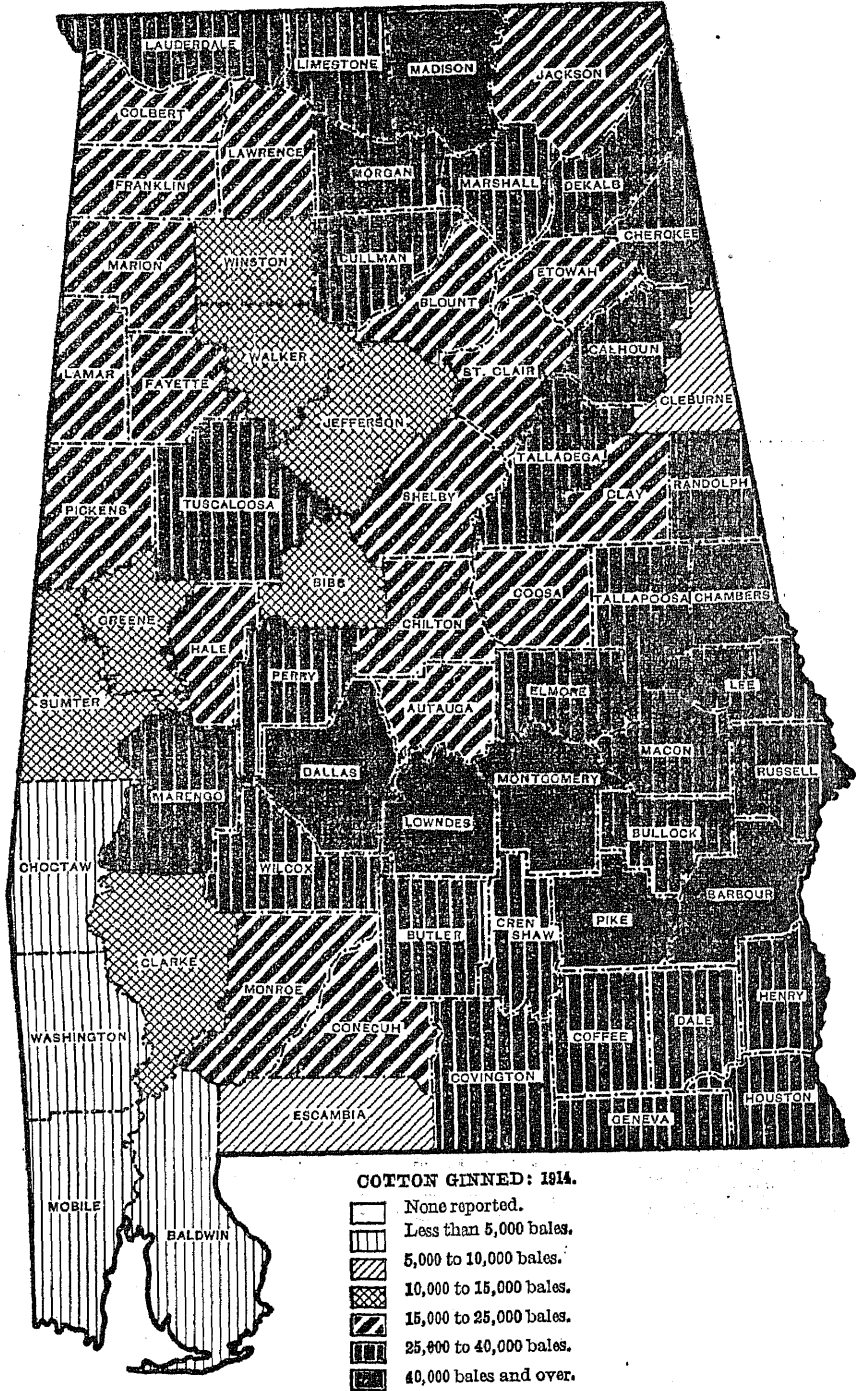 LAUDERDALE
LIMESTONE
MADISON
JACKSON
COLBERT
LAWRENCE
MORGAN
MARSHALL
DEKALB
FRANKLIN
CHEROKEE
MARION
WINSTON
CULLMAN
ETOWAH
BLOUNT
WALKER
CALHOUN
LAMAR
FAYETTE
ST. CLAIR
CLEBURNE
JEFFERSON
TALLADEGA
PICKENS
TUSCALOOSA
SHELBY
CLAY
RANDOLPH
BIBB
GREENE
HALE
CHILTON
COOSA
TALLAPOOSA
CHAMBERS
SUMTER
PERRY
AUTAUGA
ELMORE
LEE
MACON
DALLAS
MONTGOMERY
RUSSELL
MARENGO
LOWNDES
BULLOCK
CHOCTAW
WILCOX
BARBOUR
BUTLER
CREN
SHAW
PIKE
CLARKE
MONROE
HENRY
WASHINGTON
CONECUH
COFFEE
DALE
COVINGTON
HOUSTON
ESCAMBIA
GENEVA
MOBILE
BALDWIN
COTTON GINNED: 1914.
None reported.
Less than 5,000 bales.
5,000 to 10,000 bales.
10,000 to 15,000 bales.
15,000 to 25,000 bales.
25,000 to 40,000 bales.
40,000 bales and over.